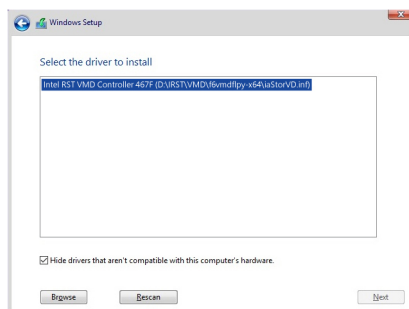 Windows Setup
Select the driver to install
Intel RST VMD Controller 467F (D:\IRST\VMD\f6vmdflpy-x64\iaStorVD.inf)
Hide drivers that aren't compatible with this computer's hardware.
Browse
Rescan
Next